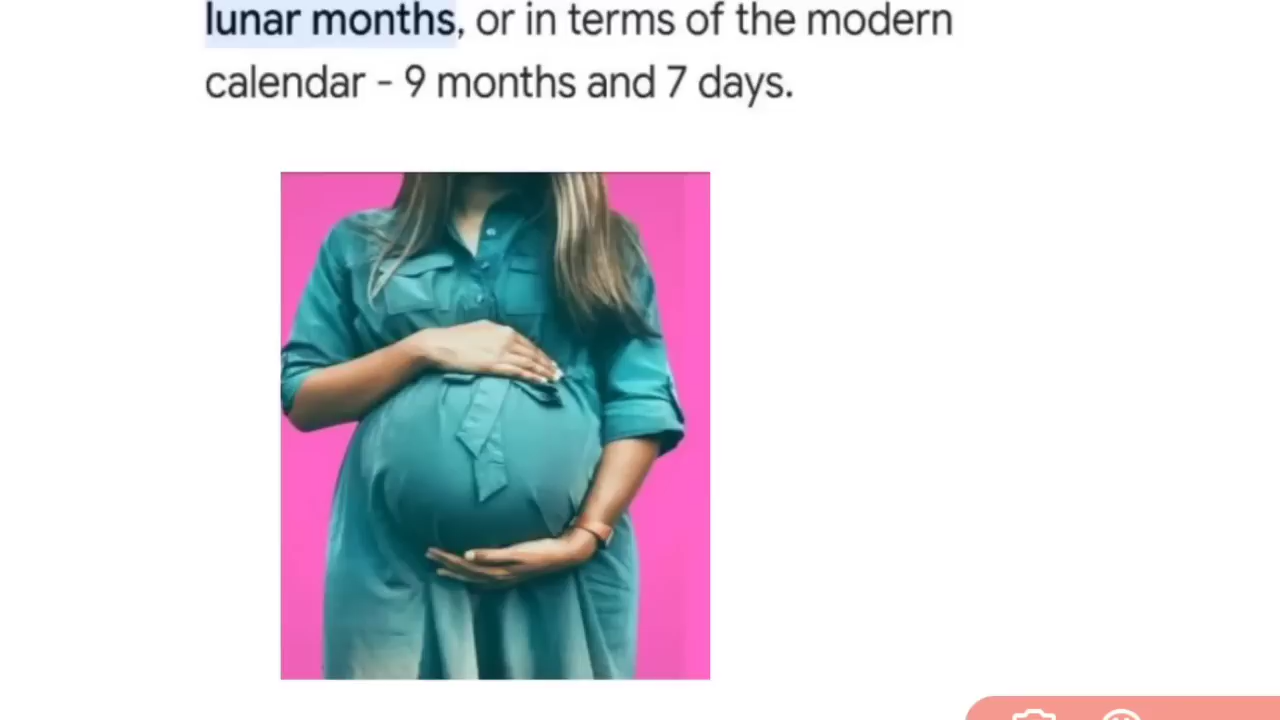 lunar months, or in terms of the modern
calendar - 9 months and 7 days.